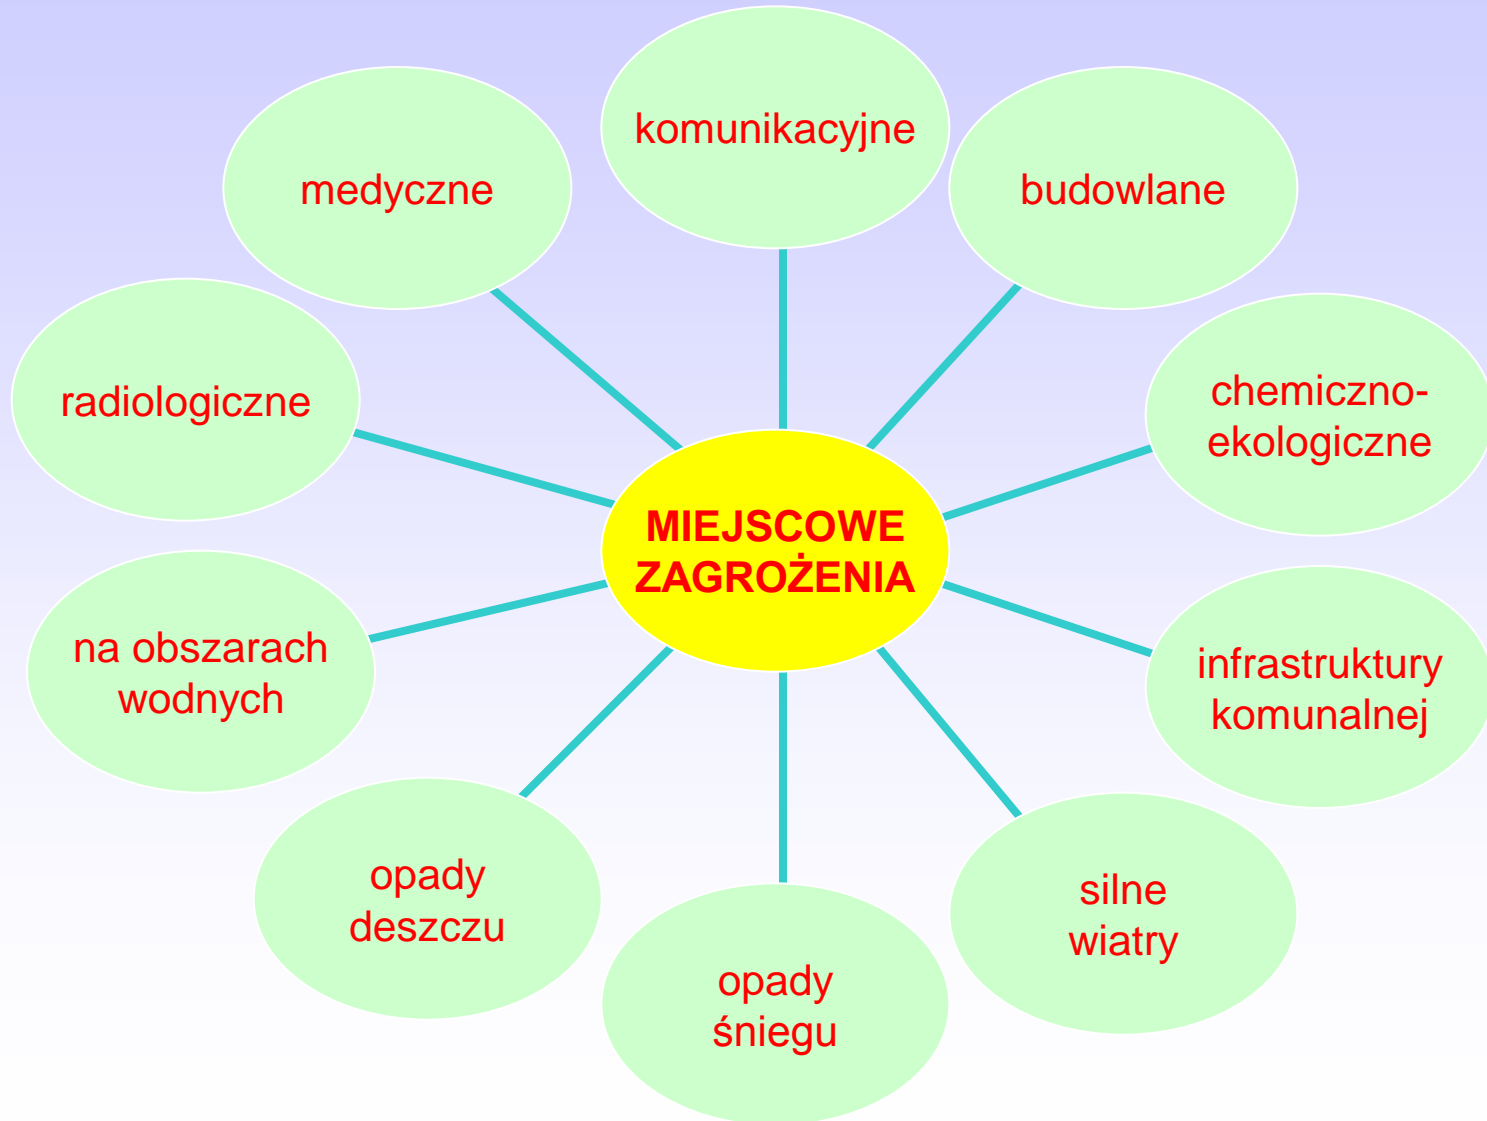 komunikacyjne
medyczne
budowlane
chemiczno-
ekologiczne
radiologiczne
MIEJSCOWE
ZAGROŻENIA
na obszarach
wodnych
infrastruktury
komunalnej
opady
deszczu
silne
wiatry
opady
śniegu